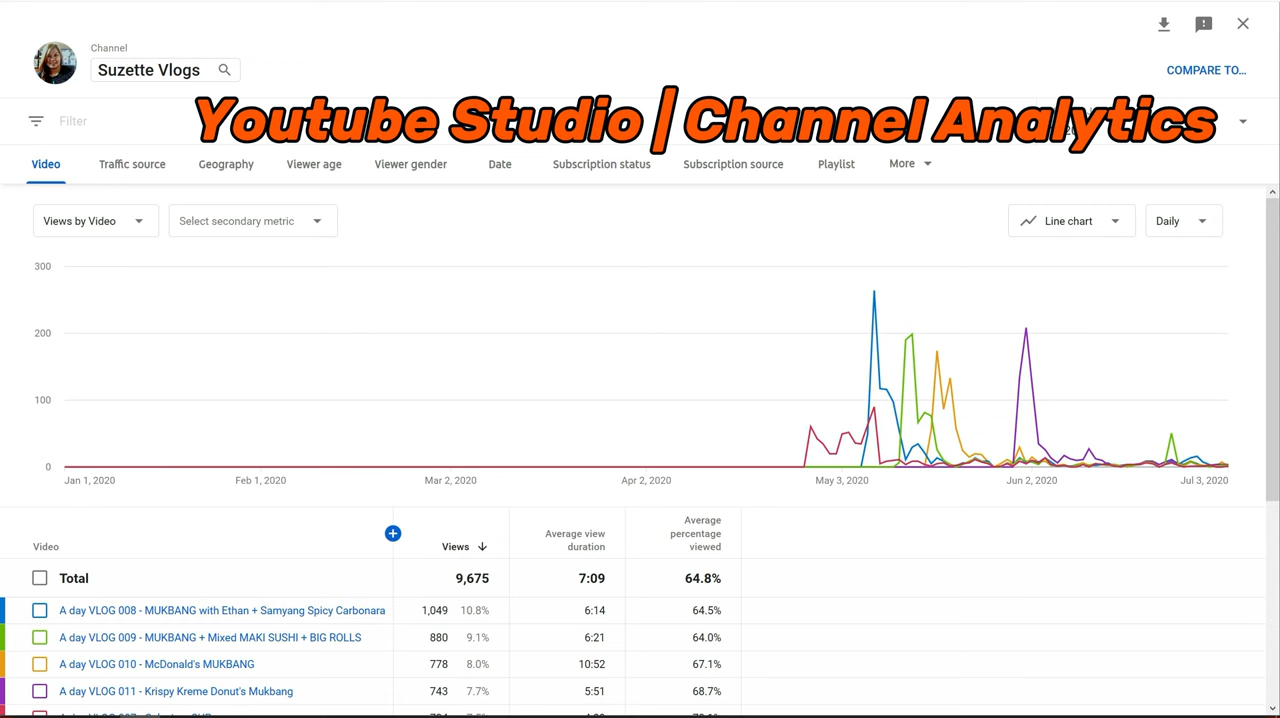 Channel
Suzette Vlogs
COMPARE TO...
Youtube Studio | Channel Analytics
Filter
Video Traffic source Geography Viewer age Viewer gender Date Subscription status Subscription source Playlist More
Views by Video Select secondary metric Line chart Daily
300
200
100
0
Jan 1, 2020 Feb 1, 2020 Mar 2, 2020 Apr 2, 2020 May 3, 2020 Jun 2, 2020 Jul 3, 2020
Video Views Average view duration Average percentage viewed
Total 9,675 7:09 64.8%
A day VLOG 008 - MUKBANG with Ethan + Samyang Spicy Carbonara 1,049 10.8% 6:14 64.5%
A day VLOG 009 - MUKBANG + Mixed MAKI SUSHI + BIG ROLLS 880 9.1% 6:21 64.0%
A day VLOG 010 - McDonald's MUKBANG 778 8.0% 10:52 67.1%
A day VLOG 011 - Krispy Kreme Donut's Mukbang 743 7.7% 5:51 68.7%